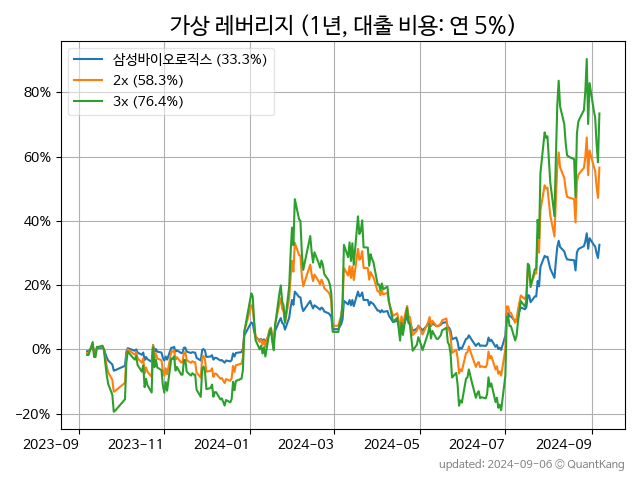 가상 레버리지 (1년, 대출 비용: 연 5%)
삼성바이오로직스 (33.3%)
2x (58.3%)
3x (76.4%)
80%
60%
40%
20%
0%
−20%
2023-09 2023-11 2024-01 2024-03 2024-05 2024-07 2024-09
updated: 2024-09-06 © QuantKang